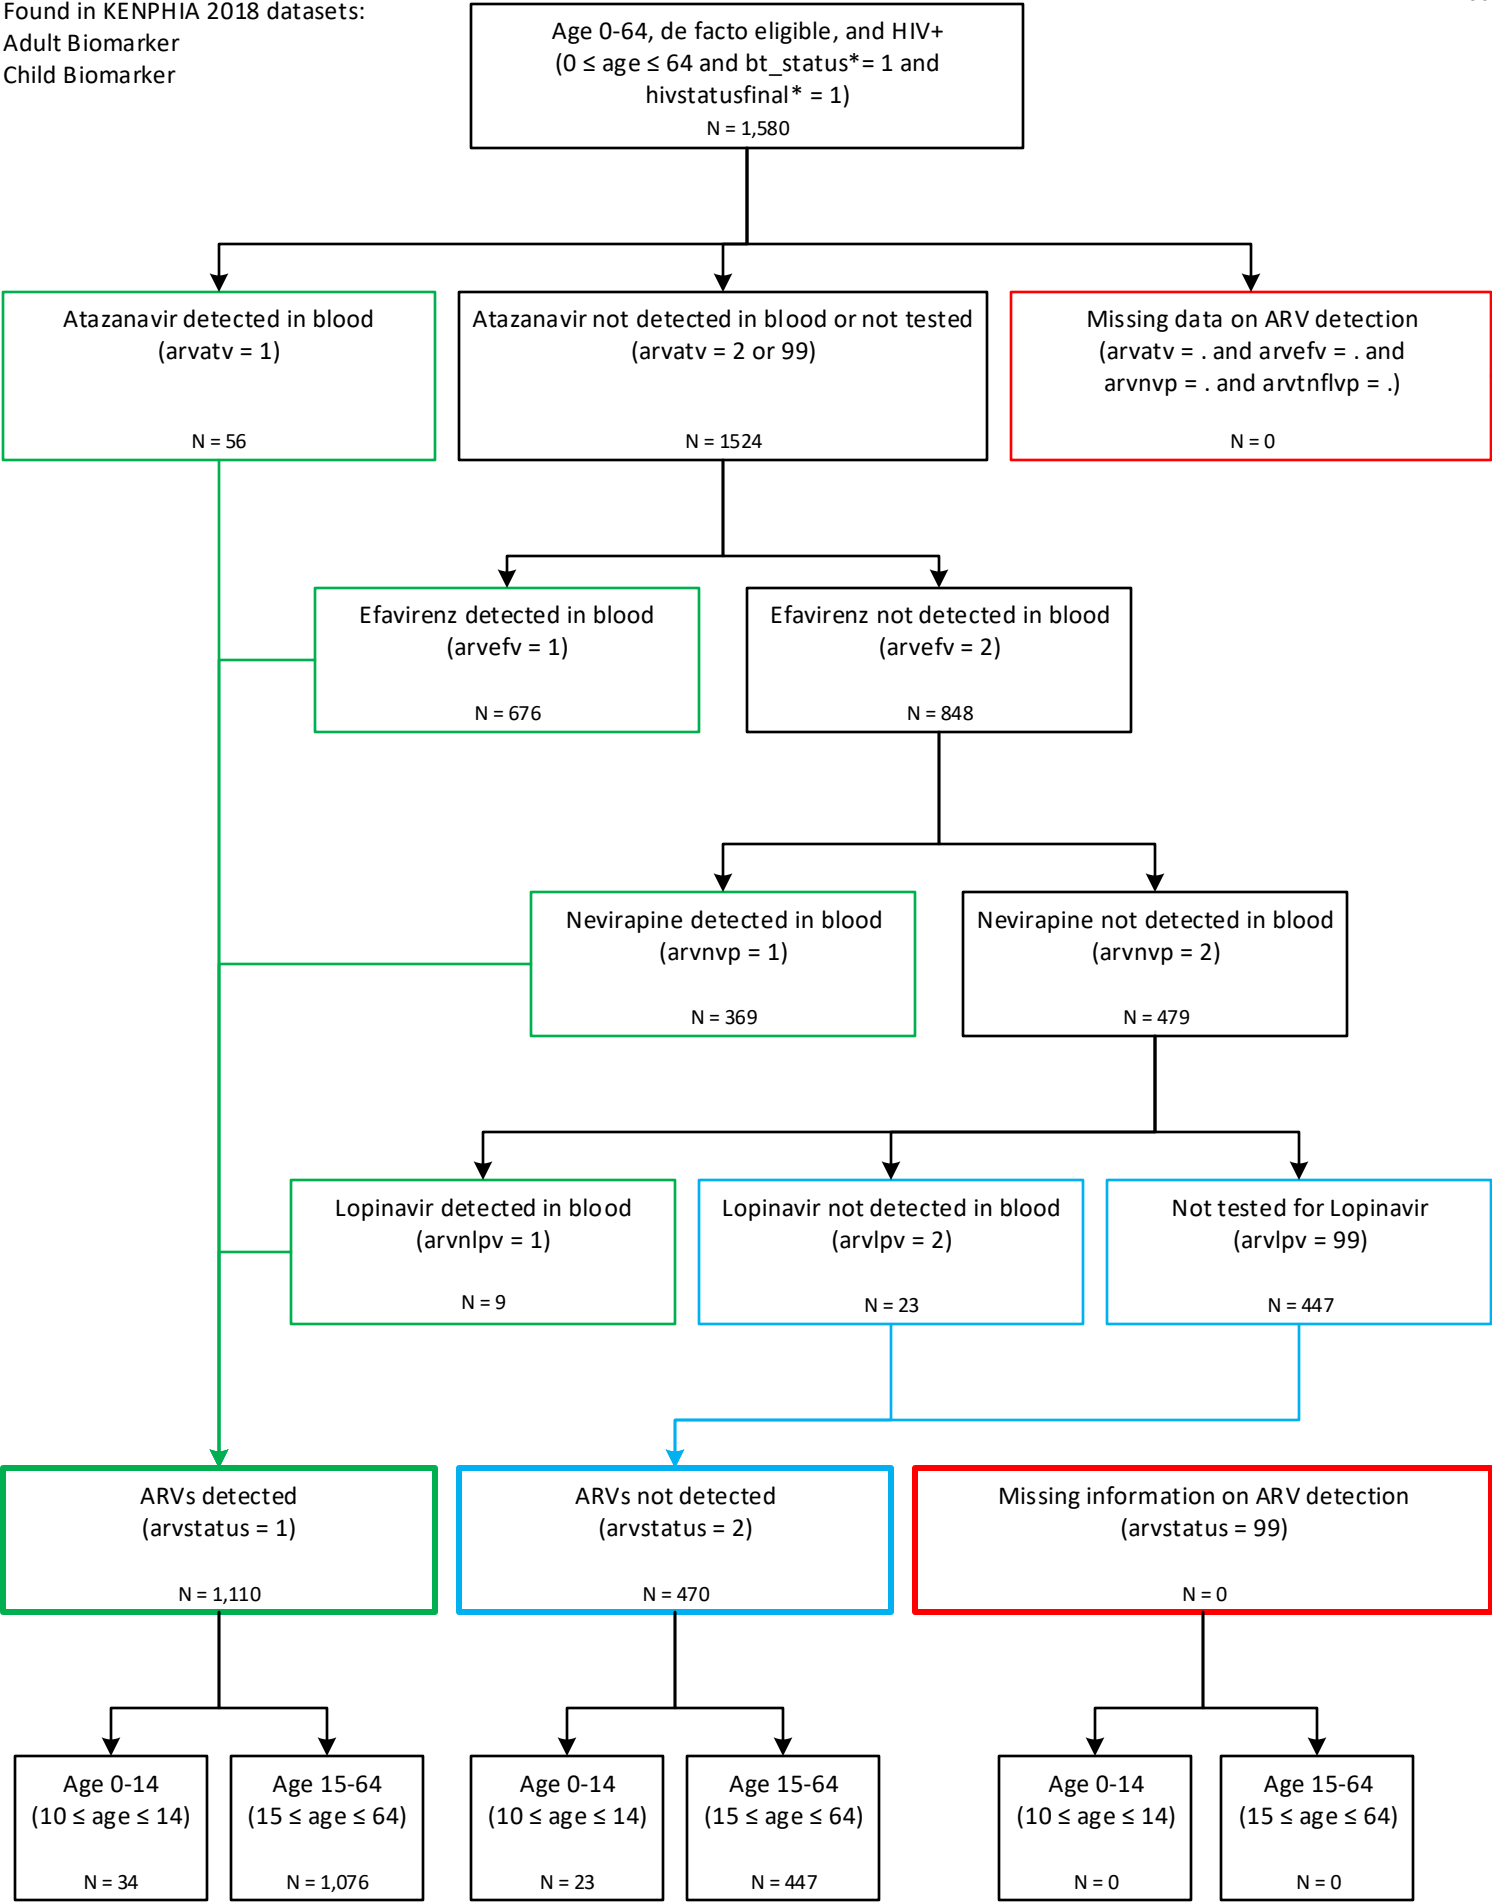 Found in KENPHIA 2018 datasets:
Adult Biomarker
Child Biomarker
Age 0-64, de facto eligible, and HIV+
(0 ≤ age ≤ 64 and bt_status*= 1 and
hivstatusfinal* = 1)
N = 1,580
Atazanavir detected in blood
(arvatv = 1)
N = 56
Atazanavir not detected in blood or not tested
(arvatv = 2 or 99)
N = 1524
Missing data on ARV detection
(arvatv = . and arvefv = . and
arvnvp = . and arvtnflvp = .)
N = 0
Efavirenz detected in blood
(arvefv = 1)
N = 676
Efavirenz not detected in blood
(arvefv = 2)
N = 848
Nevirapine detected in blood
(arvnvp = 1)
N = 369
Nevirapine not detected in blood
(arvnvp = 2)
N = 479
Lopinavir detected in blood
(arvnlpv = 1)
N = 9
Lopinavir not detected in blood
(arvlpv = 2)
N = 23
Not tested for Lopinavir
(arvlpv = 99)
N = 447
ARVs detected
(arvstatus = 1)
N = 1,110
ARVs not detected
(arvstatus = 2)
N = 470
Missing information on ARV detection
(arvstatus = 99)
N = 0
Age 0-14
(10 ≤ age ≤ 14)
N = 34
Age 15-64
(15 ≤ age ≤ 64)
N = 1,076
Age 0-14
(10 ≤ age ≤ 14)
N = 23
Age 15-64
(15 ≤ age ≤ 64)
N = 447
Age 0-14
(10 ≤ age ≤ 14)
N = 0
Age 15-64
(15 ≤ age ≤ 64)
N = 0